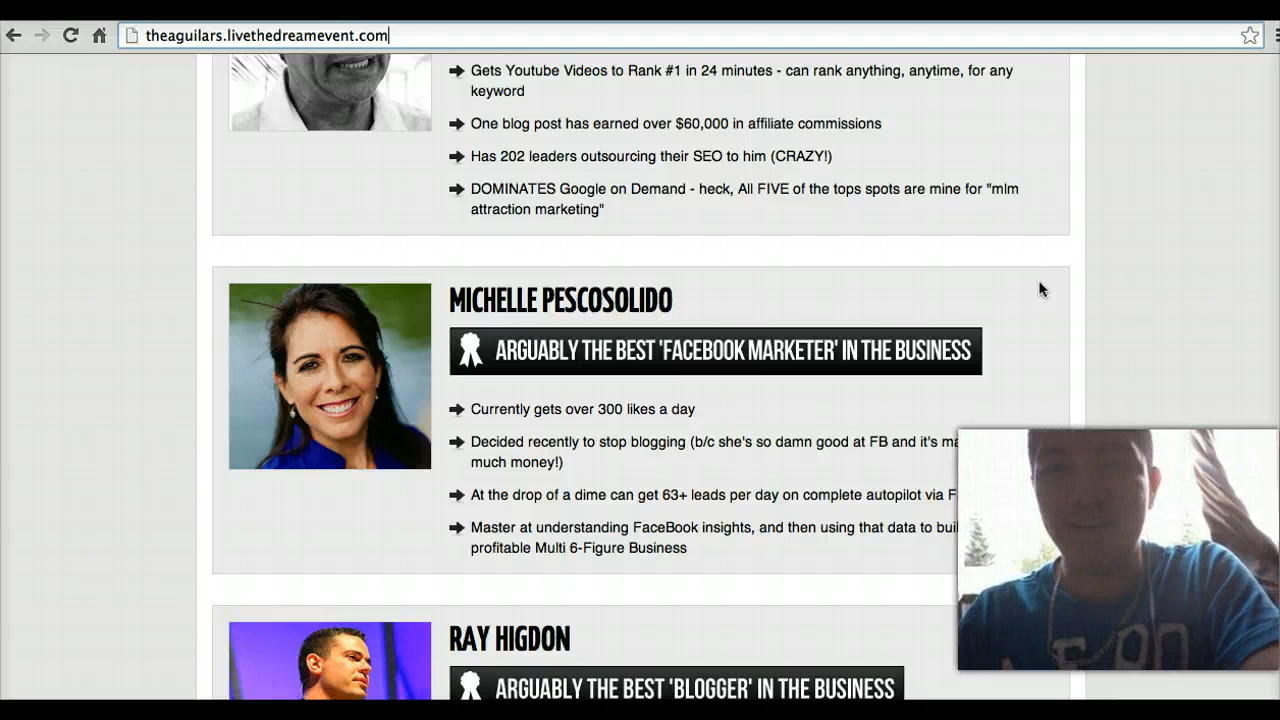 theaguilars.livethedreamevent.com
Gets Youtube Videos to Rank #1 in 24 minutes - can rank anything, anytime, for any
keyword
One blog post has earned over $60,000 in affiliate commissions
Has 202 leaders outsourcing their SEO to him (CRAZY!)
DOMINATES Google on Demand - heck, All FIVE of the tops spots are mine for "mlm
attraction marketing"
MICHELLE PESCOSOLIDO
ARGUABLY THE BEST 'FACEBOOK MARKETER' IN THE BUSINESS
Currently gets over 300 likes a day
Decided recently to stop blogging (b/c she's so damn good at FB and it's
much money!)
At the drop of a dime can get 63+ leads per day on complete autopilot via
Master at understanding FaceBook insights, and then using that data to
profitable Multi 6-Figure Business
RAY HIGDON
ARGUABLY THE BEST 'BLOGGER' IN THE BUSINESS